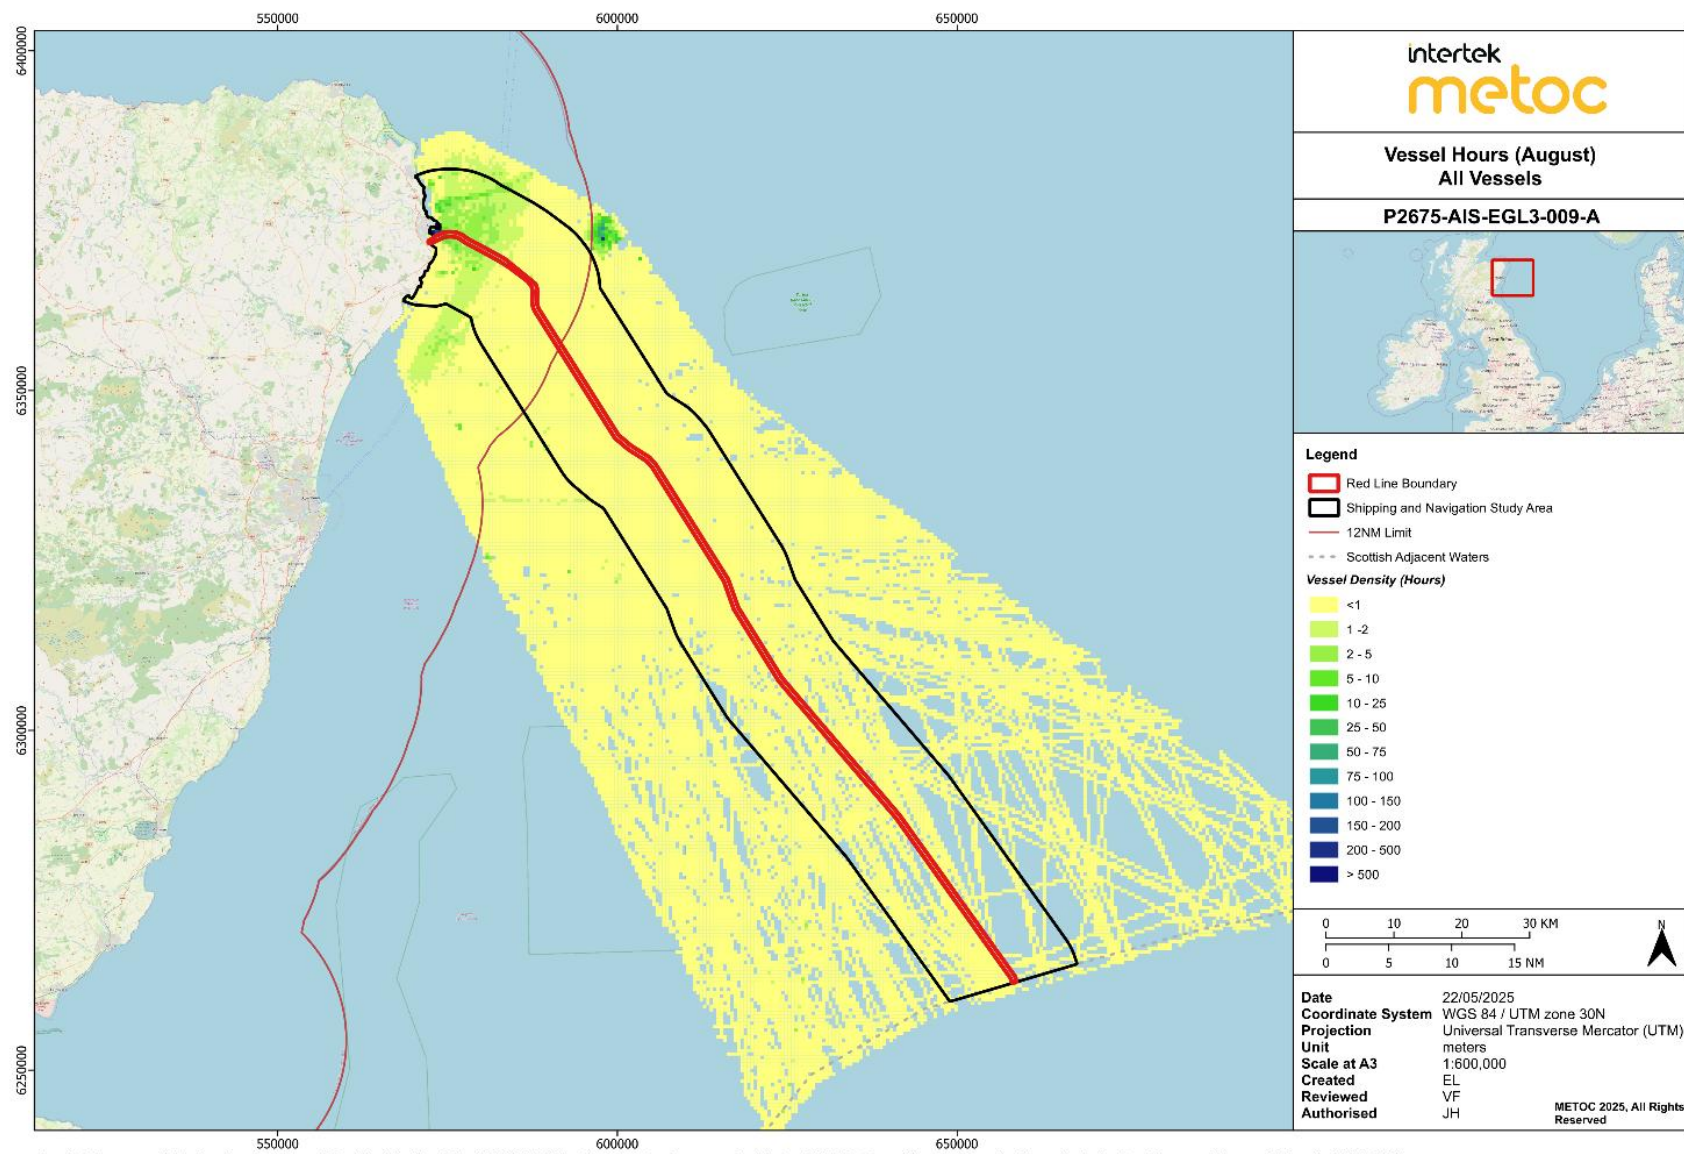 550000
600000
650000
6400000
6350000
6300000
6250000
550000
600000
650000
intertek
metoc
Vessel Hours (August)
All Vessels
P2675-AIS-EGL3-009-A
Legend
Red Line Boundary
Shipping and Navigation Study Area
12NM Limit
Scottish Adjacent Waters
Vessel Density (Hours)
<1
1 -2
2 - 5
5 - 10
10 - 25
25 - 50
50 - 75
75 - 100
100 - 150
150 - 200
200 - 500
> 500
0 10 20 30 KM
0 5 10 15 NM
N
Date 22/05/2025
Coordinate System WGS 84 / UTM zone 30N
Projection Universal Transverse Mercator (UTM)
Unit meters
Scale at A3 1:600,000
Created EL
Reviewed VF
Authorised JH
METOC 2025, All Rights
Reserved